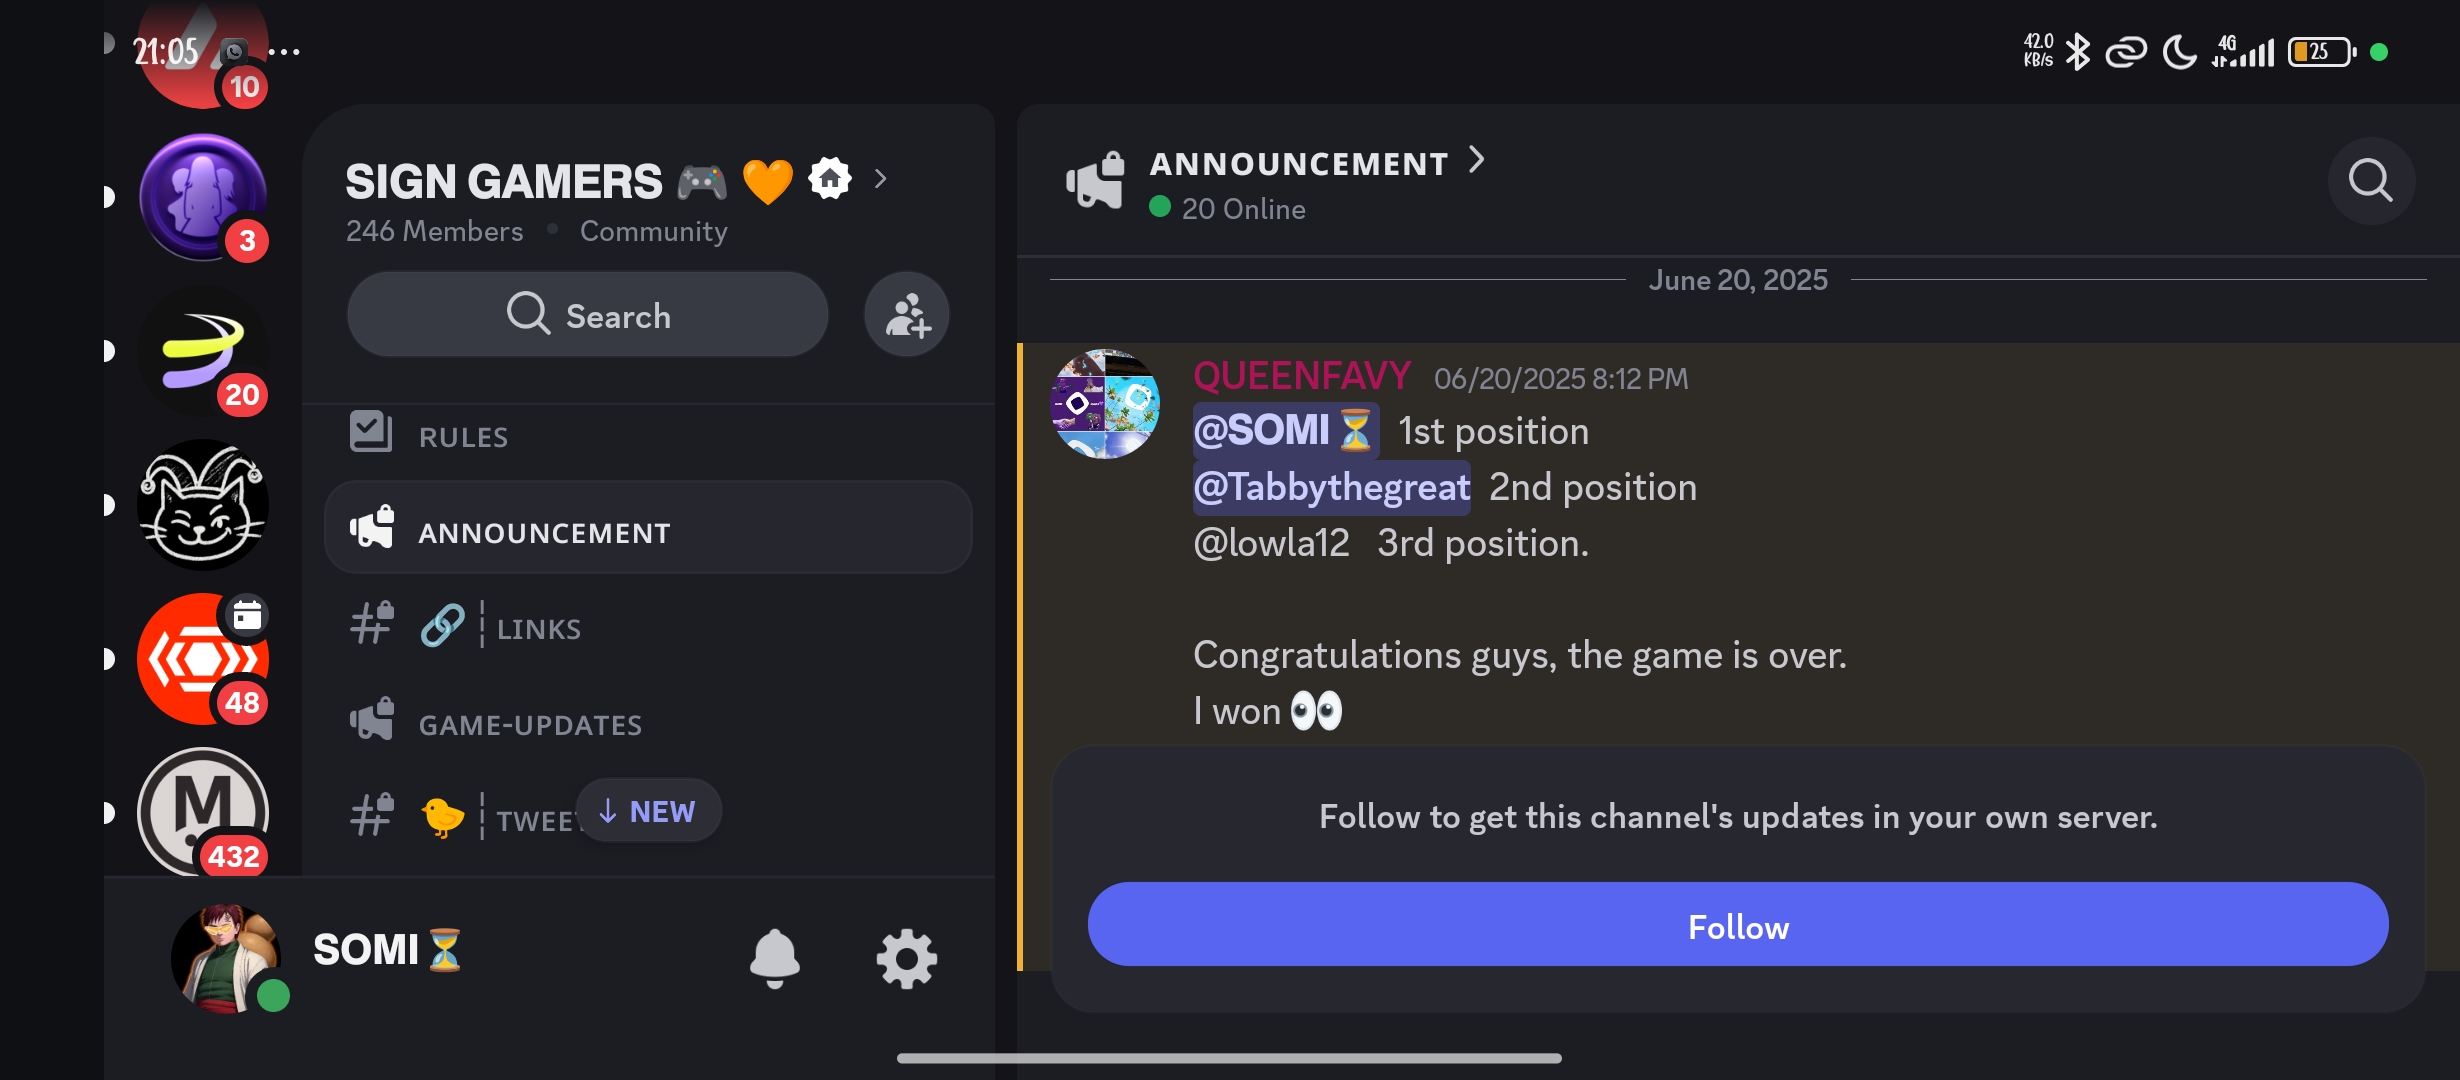 21:05
10
42.0
KB/s
4G
25
3
20
48
M
432
SIGN GAMERS 🎮 🧡
246 Members • Community
Search
RULES
ANNOUNCEMENT
🔗┆LINKS
GAME-UPDATES
🐤┆TWEET
↓ NEW
SOMI⏳
ANNOUNCEMENT
20 Online
June 20, 2025
QUEENFAVY 06/20/2025 8:12 PM
@SOMI⏳ 1st position
@Tabbythegreat 2nd position
@lowla12 3rd position.
Congratulations guys, the game is over.
I won 👀
Follow to get this channel's updates in your own server.
Follow